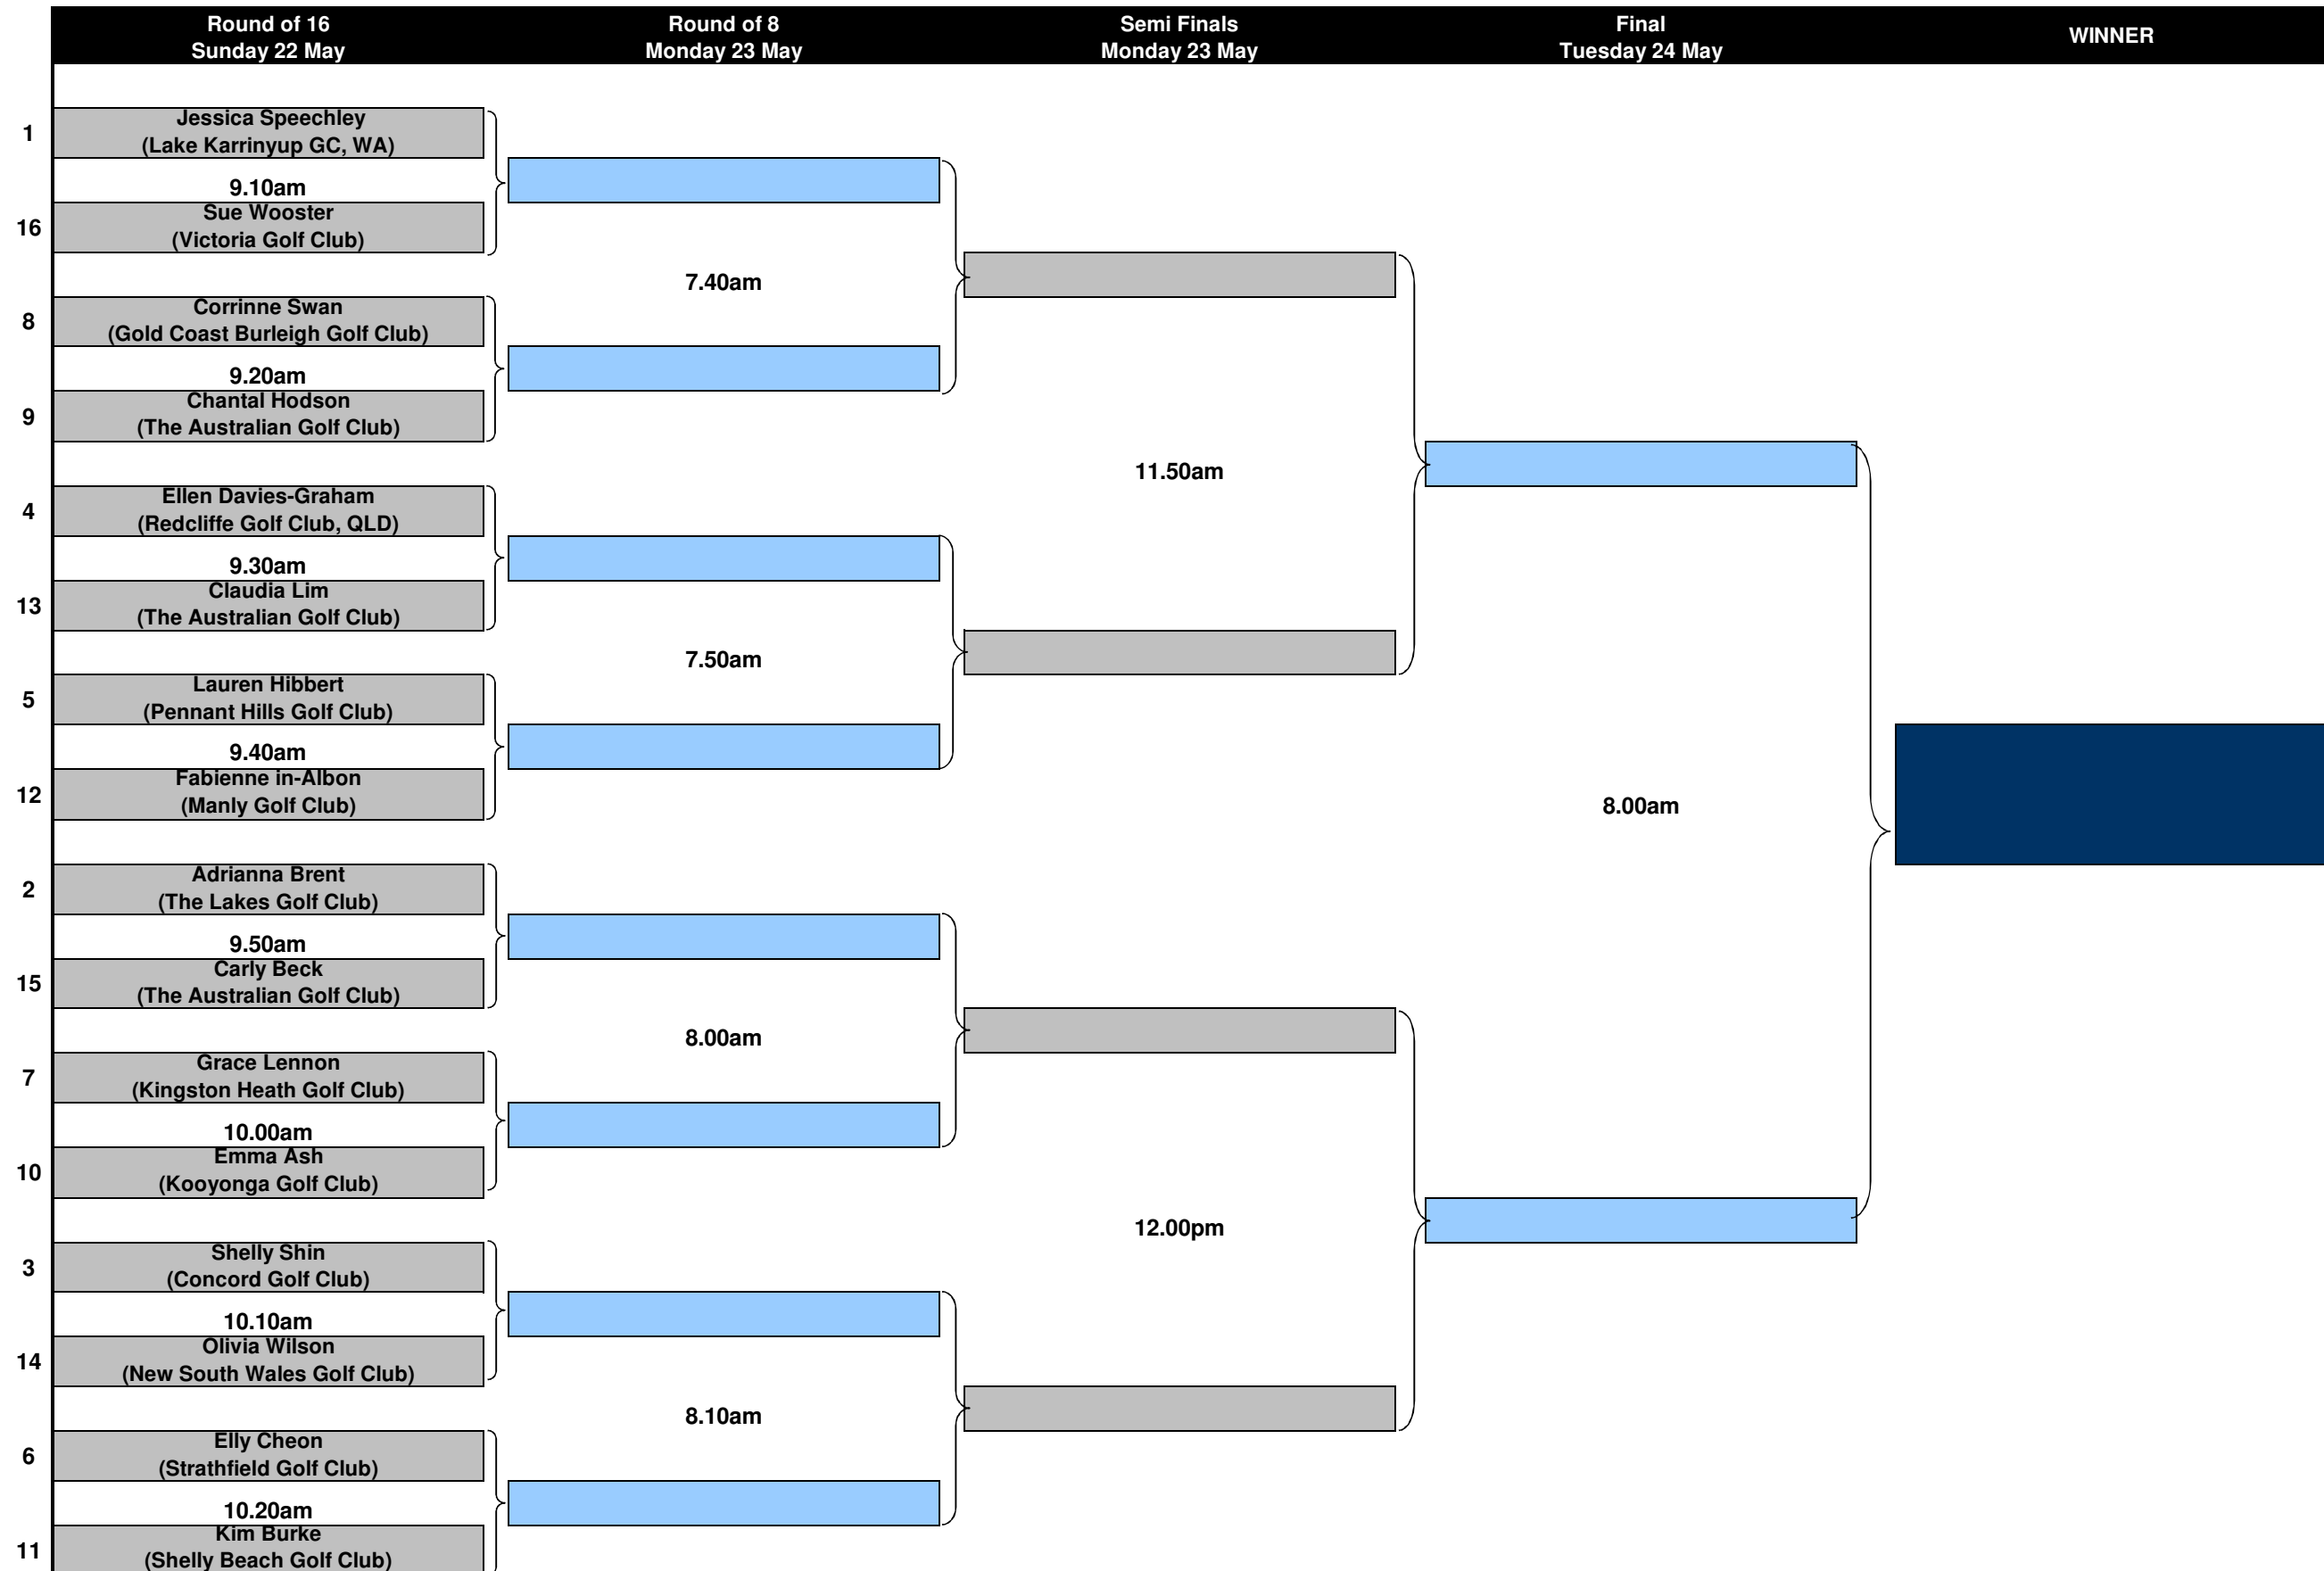 Round of 16
Sunday 22 May
Round of 8
Monday 23 May
Semi Finals
Monday 23 May
Final
Tuesday 24 May
WINNER
1
Jessica Speechley
(Lake Karrinyup GC, WA)
9.10am
16
Sue Wooster
(Victoria Golf Club)
7.40am
8
Corrinne Swan
(Gold Coast Burleigh Golf Club)
9.20am
9
Chantal Hodson
(The Australian Golf Club)
11.50am
4
Ellen Davies-Graham
(Redcliffe Golf Club, QLD)
9.30am
13
Claudia Lim
(The Australian Golf Club)
7.50am
5
Lauren Hibbert
(Pennant Hills Golf Club)
9.40am
12
Fabienne in-Albon
(Manly Golf Club)
8.00am
2
Adrianna Brent
(The Lakes Golf Club)
9.50am
15
Carly Beck
(The Australian Golf Club)
8.00am
7
Grace Lennon
(Kingston Heath Golf Club)
10.00am
10
Emma Ash
(Kooyonga Golf Club)
12.00pm
3
Shelly Shin
(Concord Golf Club)
10.10am
14
Olivia Wilson
(New South Wales Golf Club)
8.10am
6
Elly Cheon
(Strathfield Golf Club)
10.20am
11
Kim Burke
(Shelly Beach Golf Club)